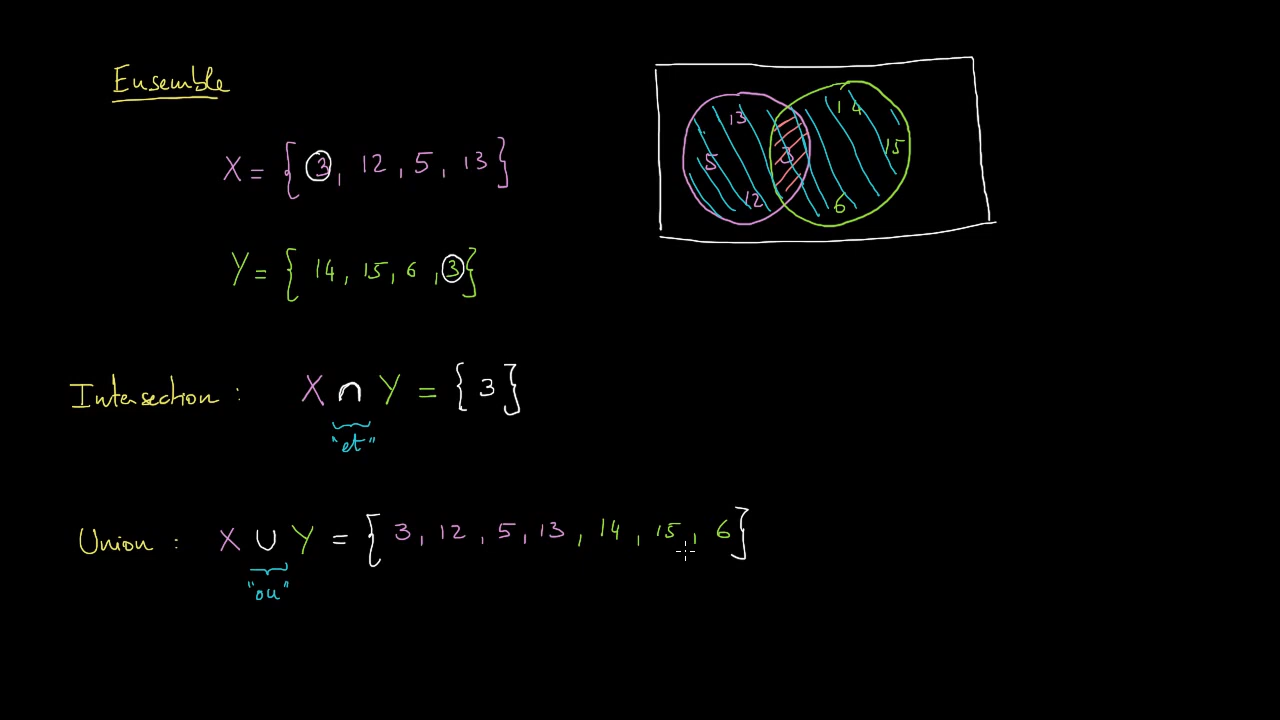 Ensemble
X = { 3, 12, 5, 13 }
Y = { 14, 15, 6, 3 }
13
5
12
3
14
15
6
Intersection : X ∩ Y = { 3 }
"et"
Union : X ∪ Y = { 3, 12, 5, 13, 14, 15, 6 }
"ou"